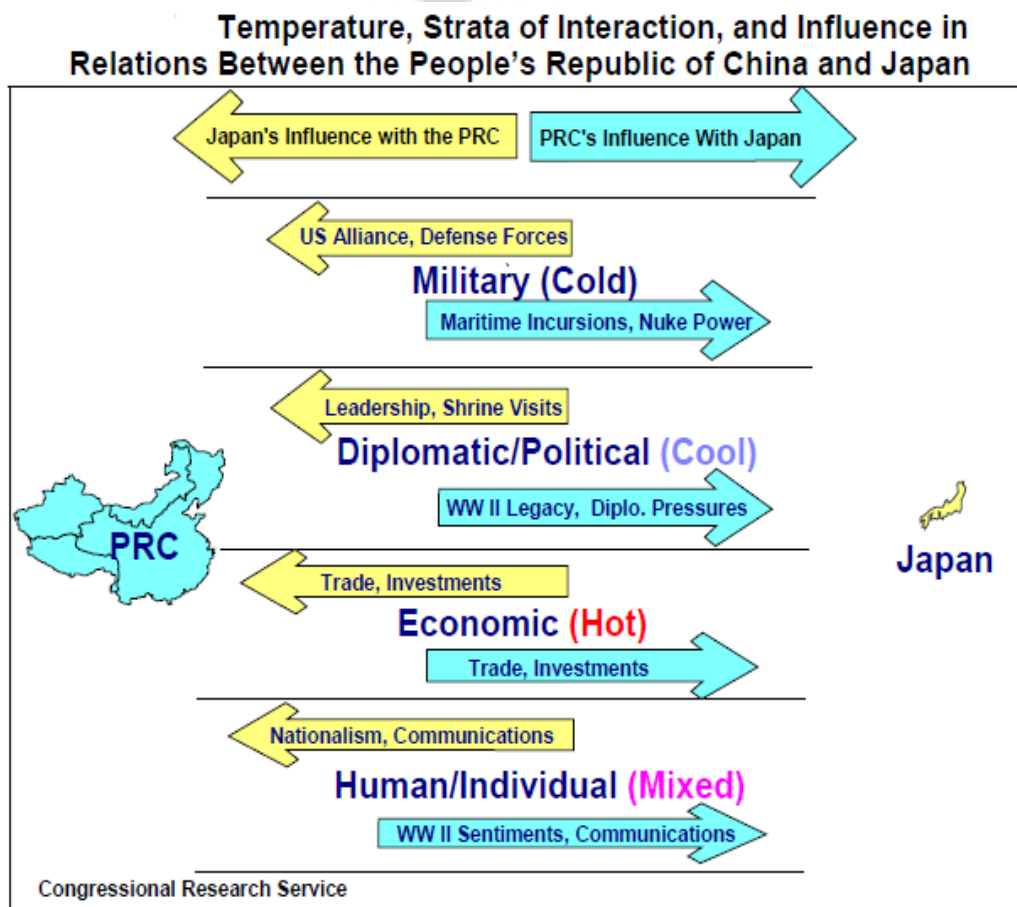 Temperature, Strata of Interaction, and Influence in
Relations Between the People's Republic of China and Japan
Japan's Influence with the PRC
PRC's Influence With Japan
US Alliance, Defense Forces
Military (Cold)
Maritime Incursions, Nuke Power
Leadership, Shrine Visits
Diplomatic/Political (Cool)
WW II Legacy, Diplo. Pressures
PRC
Japan
Trade, Investments
Economic (Hot)
Trade, Investments
Nationalism, Communications
Human/Individual (Mixed)
WW II Sentiments, Communications
Congressional Research Service